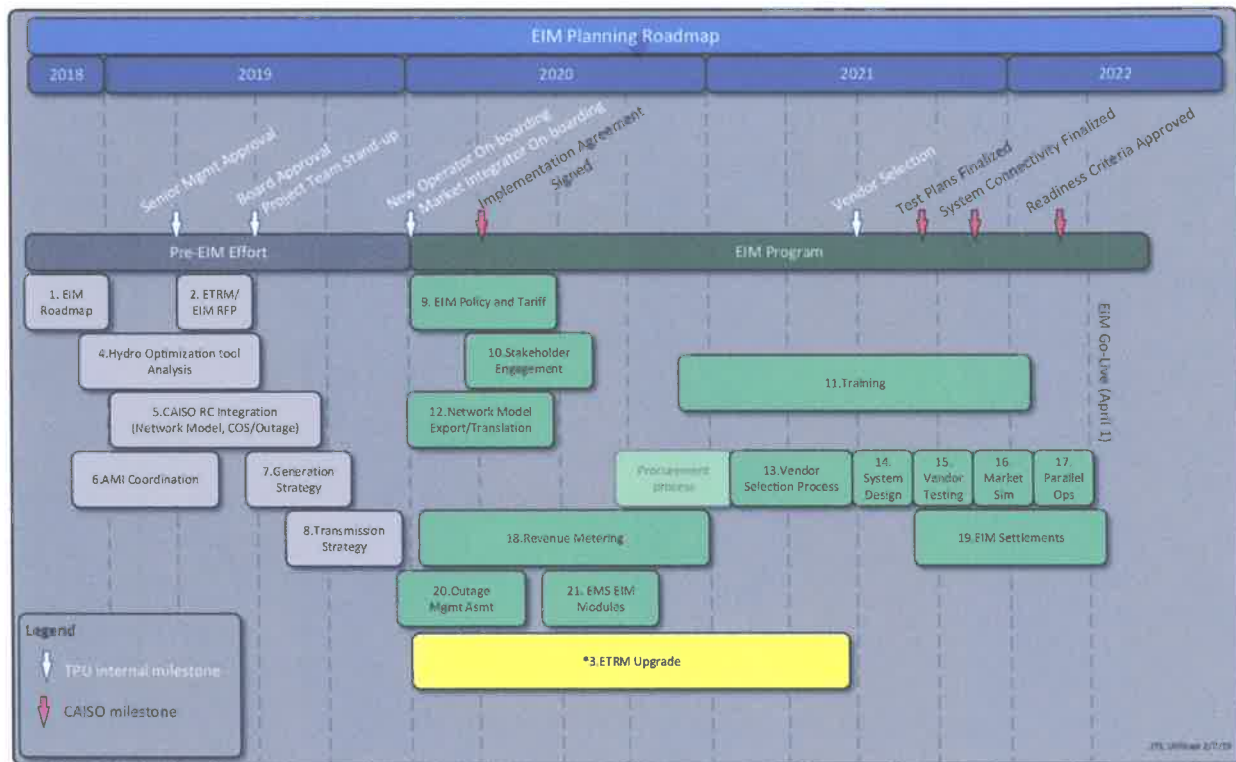 EIM Planning Roadmap
2018
2019
2020
2021
2022
Senior Mgmt Approval
Board Approval
Project Team Stand-up
New Operator On-boarding
Market Integrator On-boarding
Implementation Agreement
Signed
Vendor Selection
Test Plans Finalized
System Connectivity Finalized
Readiness Criteria Approved
Pre-EIM Effort
EIM Program
1. EIM
Roadmap
2. ETRM/
EIM RFP
9. EIM Policy and Tariff
4.Hydro Optimization tool
Analysis
10.Stakeholder
Engagement
11.Training
EIM Go-Live (April 1)
5.CAISO RC Integration
(Network Model, COS/Outage)
12.Network Model
Export/Translation
6.AMI Coordination
7.Generation
Strategy
Procurement
process
13.Vendor
Selection Process
14.
System
Design
15.
Vendor
Testing
16.
Market
Sim
17.
Parallel
Ops
8.Transmission
Strategy
18.Revenue Metering
19.EIM Settlements
20.Outage
Mgmt Asmt
21. EMS EIM
Modules
*3.ETRM Upgrade
Legend
TPU internal milestone
CAISO milestone